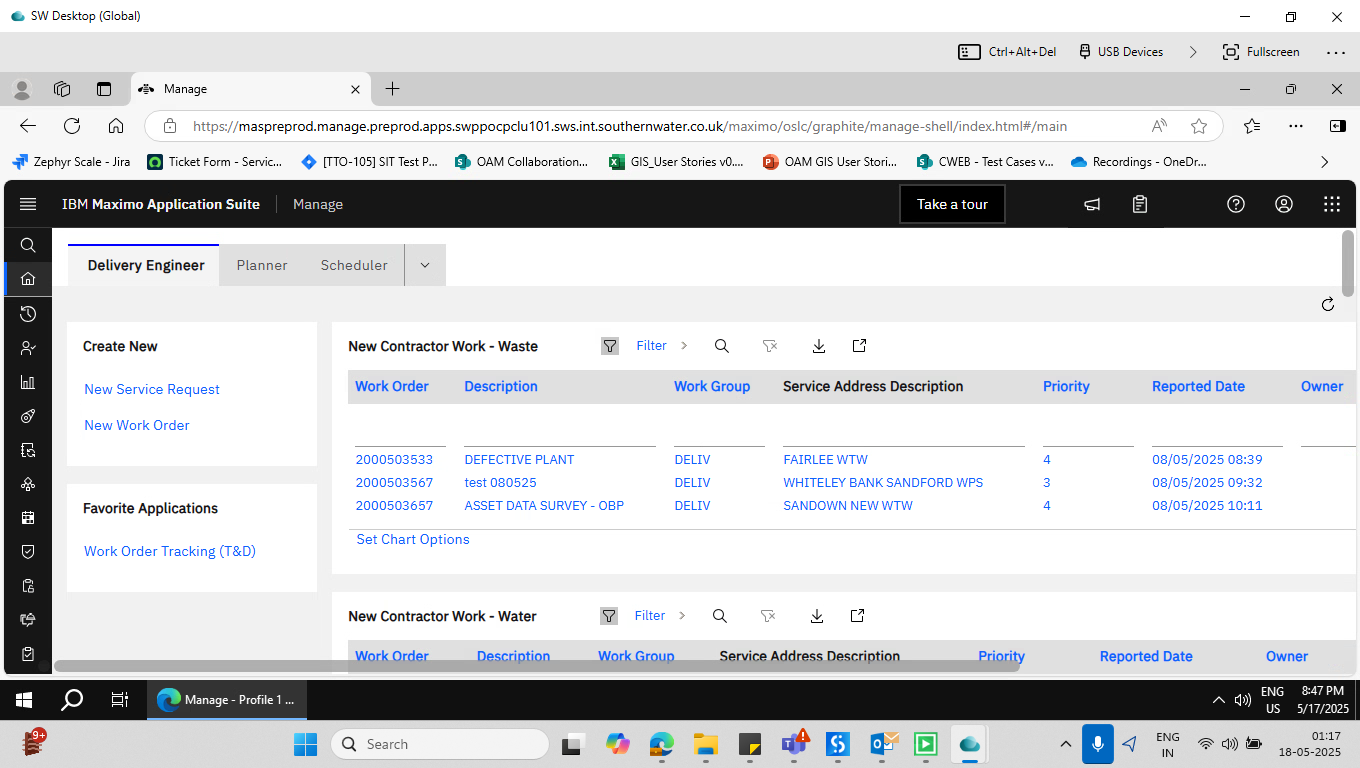 SW Desktop (Global)
Ctrl+Alt+Del USB Devices Fullscreen
Manage
https://maspreprod.manage.preprod.apps.swppocpclu101.sws.int.southernwater.co.uk/maximo/oslc/graphite/manage-shell/index.html#/main
Zephyr Scale - Jira Ticket Form - Servic... [TTO-105] SIT Test P... OAM Collaboration... GIS_User Stories v0.... OAM GIS User Stori... CWEB - Test Cases v... Recordings - OneDr...
IBM Maximo Application Suite Manage Take a tour
Delivery Engineer Planner Scheduler
Create New
New Service Request
New Work Order
Favorite Applications
Work Order Tracking (T&D)
New Contractor Work - Waste Filter
Work Order Description Work Group Service Address Description Priority Reported Date Owner
2000503533 DEFECTIVE PLANT DELIV FAIRLEE WTW 4 08/05/2025 08:39
2000503567 test 080525 DELIV WHITELEY BANK SANDFORD WPS 3 08/05/2025 09:32
2000503657 ASSET DATA SURVEY - OBP DELIV SANDOWN NEW WTW 4 08/05/2025 10:11
Set Chart Options
New Contractor Work - Water Filter
Work Order Description Work Group Service Address Description Priority Reported Date Owner
Manage - Profile 1 ... ENG 8:47 PM
US 5/17/2025
9+ Search ENG 01:17
IN 18-05-2025